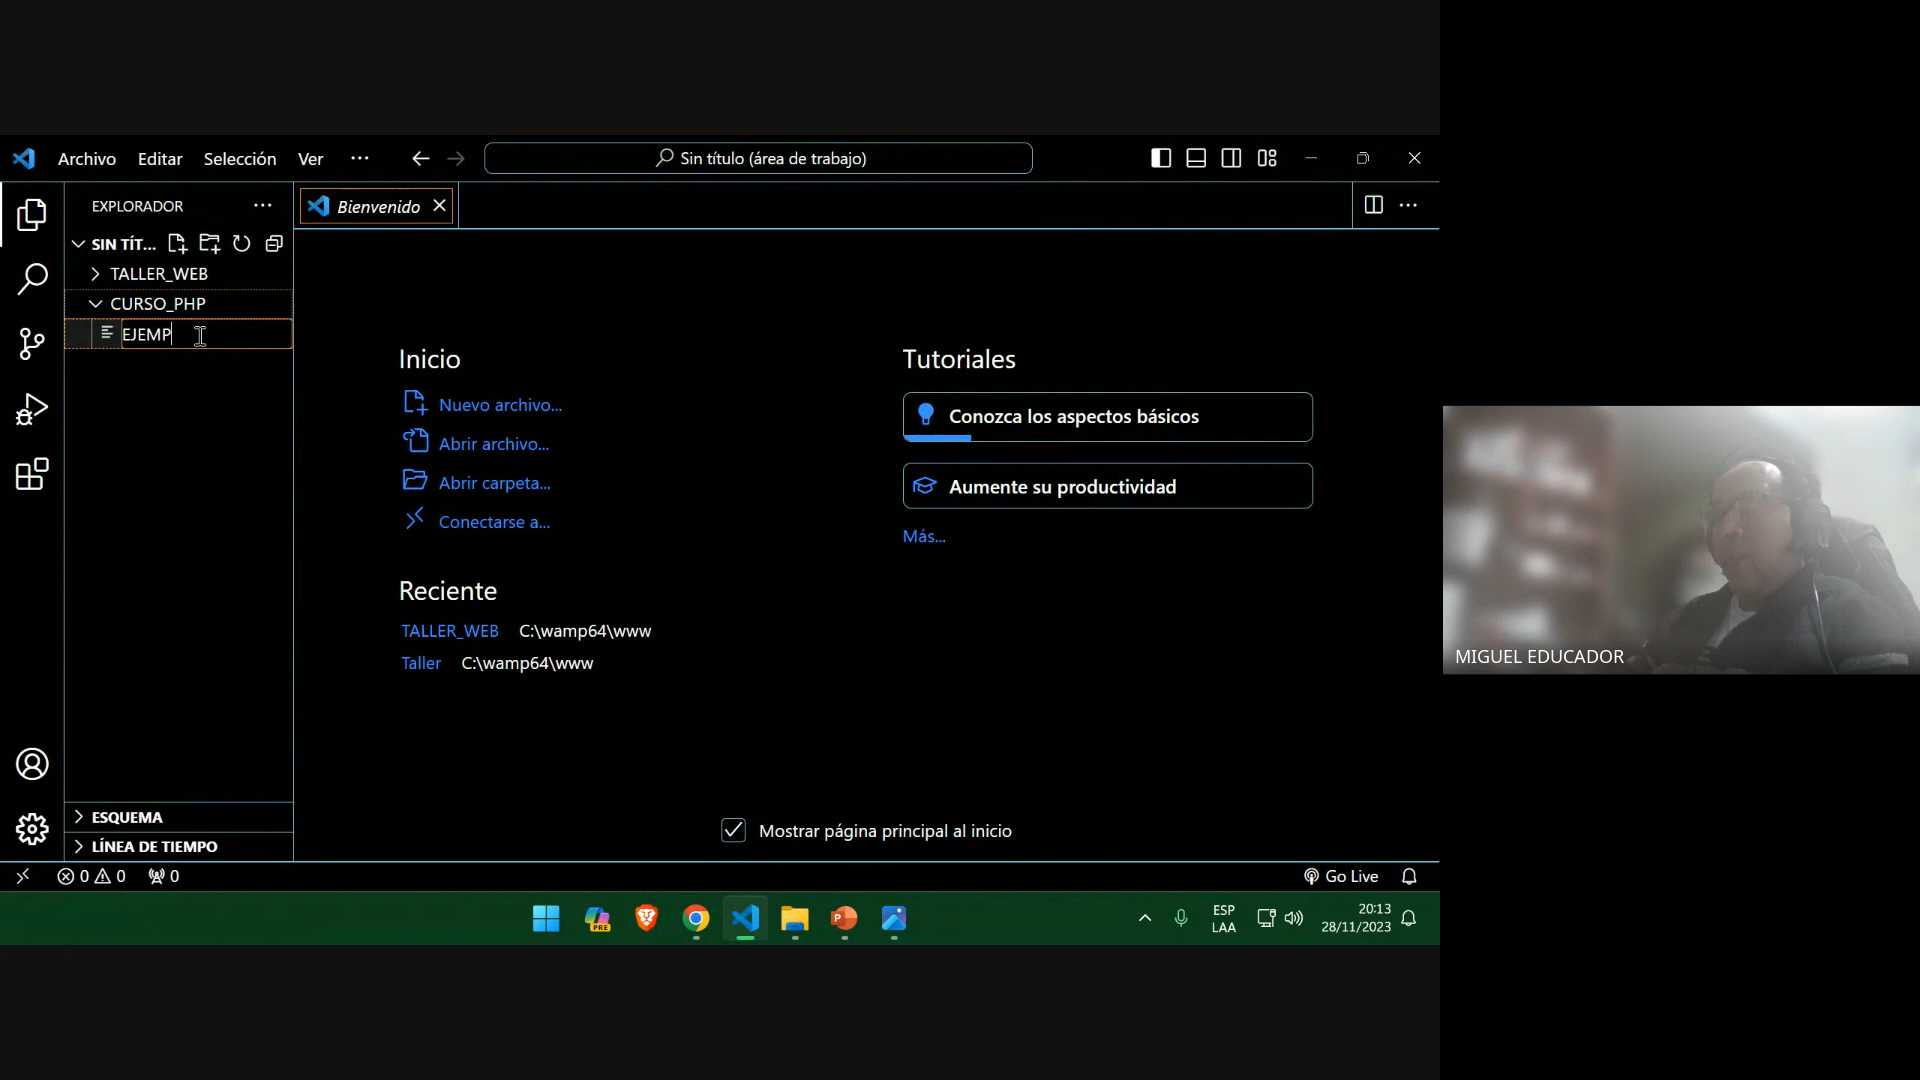 Archivo Editar Selección Ver
Sin título (área de trabajo)
EXPLORADOR
Bienvenido
SIN TÍT...
TALLER_WEB
CURSO_PHP
EJEMP
Inicio
Nuevo archivo...
Abrir archivo...
Abrir carpeta...
Conectarse a...
Tutoriales
Conozca los aspectos básicos
Aumente su productividad
Más...
Reciente
TALLER_WEB C:\wamp64\www
Taller C:\wamp64\www
Mostrar página principal al inicio
ESQUEMA
LÍNEA DE TIEMPO
0 0 0
Go Live
PRE
P
ESP
LAA
20:13
28/11/2023
MIGUEL EDUCADOR